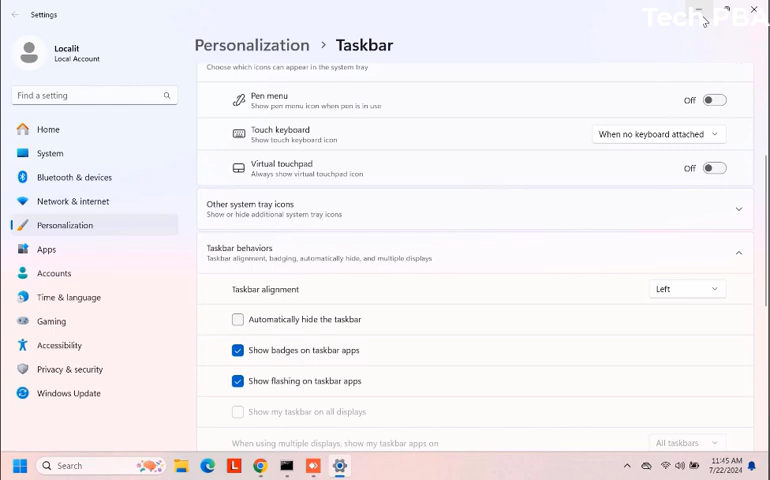 Settings
Tech PBA
Localit
Local Account
Find a setting
Home
System
Bluetooth & devices
Network & internet
Personalization
Apps
Accounts
Time & language
Gaming
Accessibility
Privacy & security
Windows Update
Personalization > Taskbar
Choose which icons can appear in the system tray
Pen menu
Show pen menu icon when pen is in use
Off
Touch keyboard
Show touch keyboard icon
When no keyboard attached
Virtual touchpad
Always show virtual touchpad icon
Off
Other system tray icons
Show or hide additional system tray icons
Taskbar behaviors
Taskbar alignment, badging, automatically hide, and multiple displays
Taskbar alignment
Left
Automatically hide the taskbar
Show badges on taskbar apps
Show flashing on taskbar apps
Show my taskbar on all displays
When using multiple displays, show my taskbar apps on
All taskbars
Search
L
11:45 AM
7/22/2024